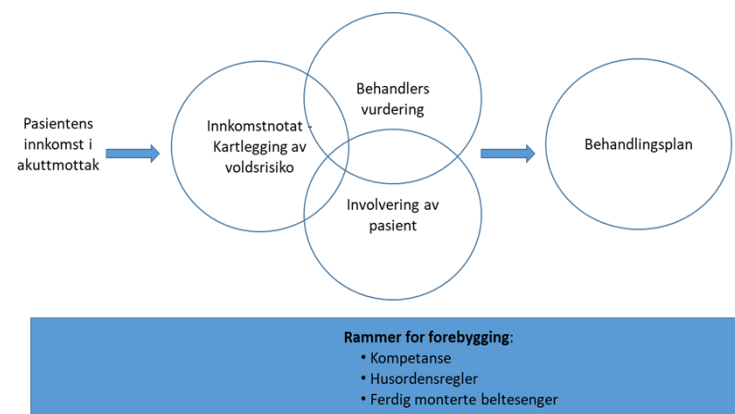 Pasientens
innkomst i
akuttmottak
Innkomstnotat -
Kartlegging av
voldsrisiko
Behandlers
vurdering
Involvering av
pasient
Behandlingsplan
Rammer for forebygging:
• Kompetanse
• Husordensregler
• Ferdig monterte beltesenger